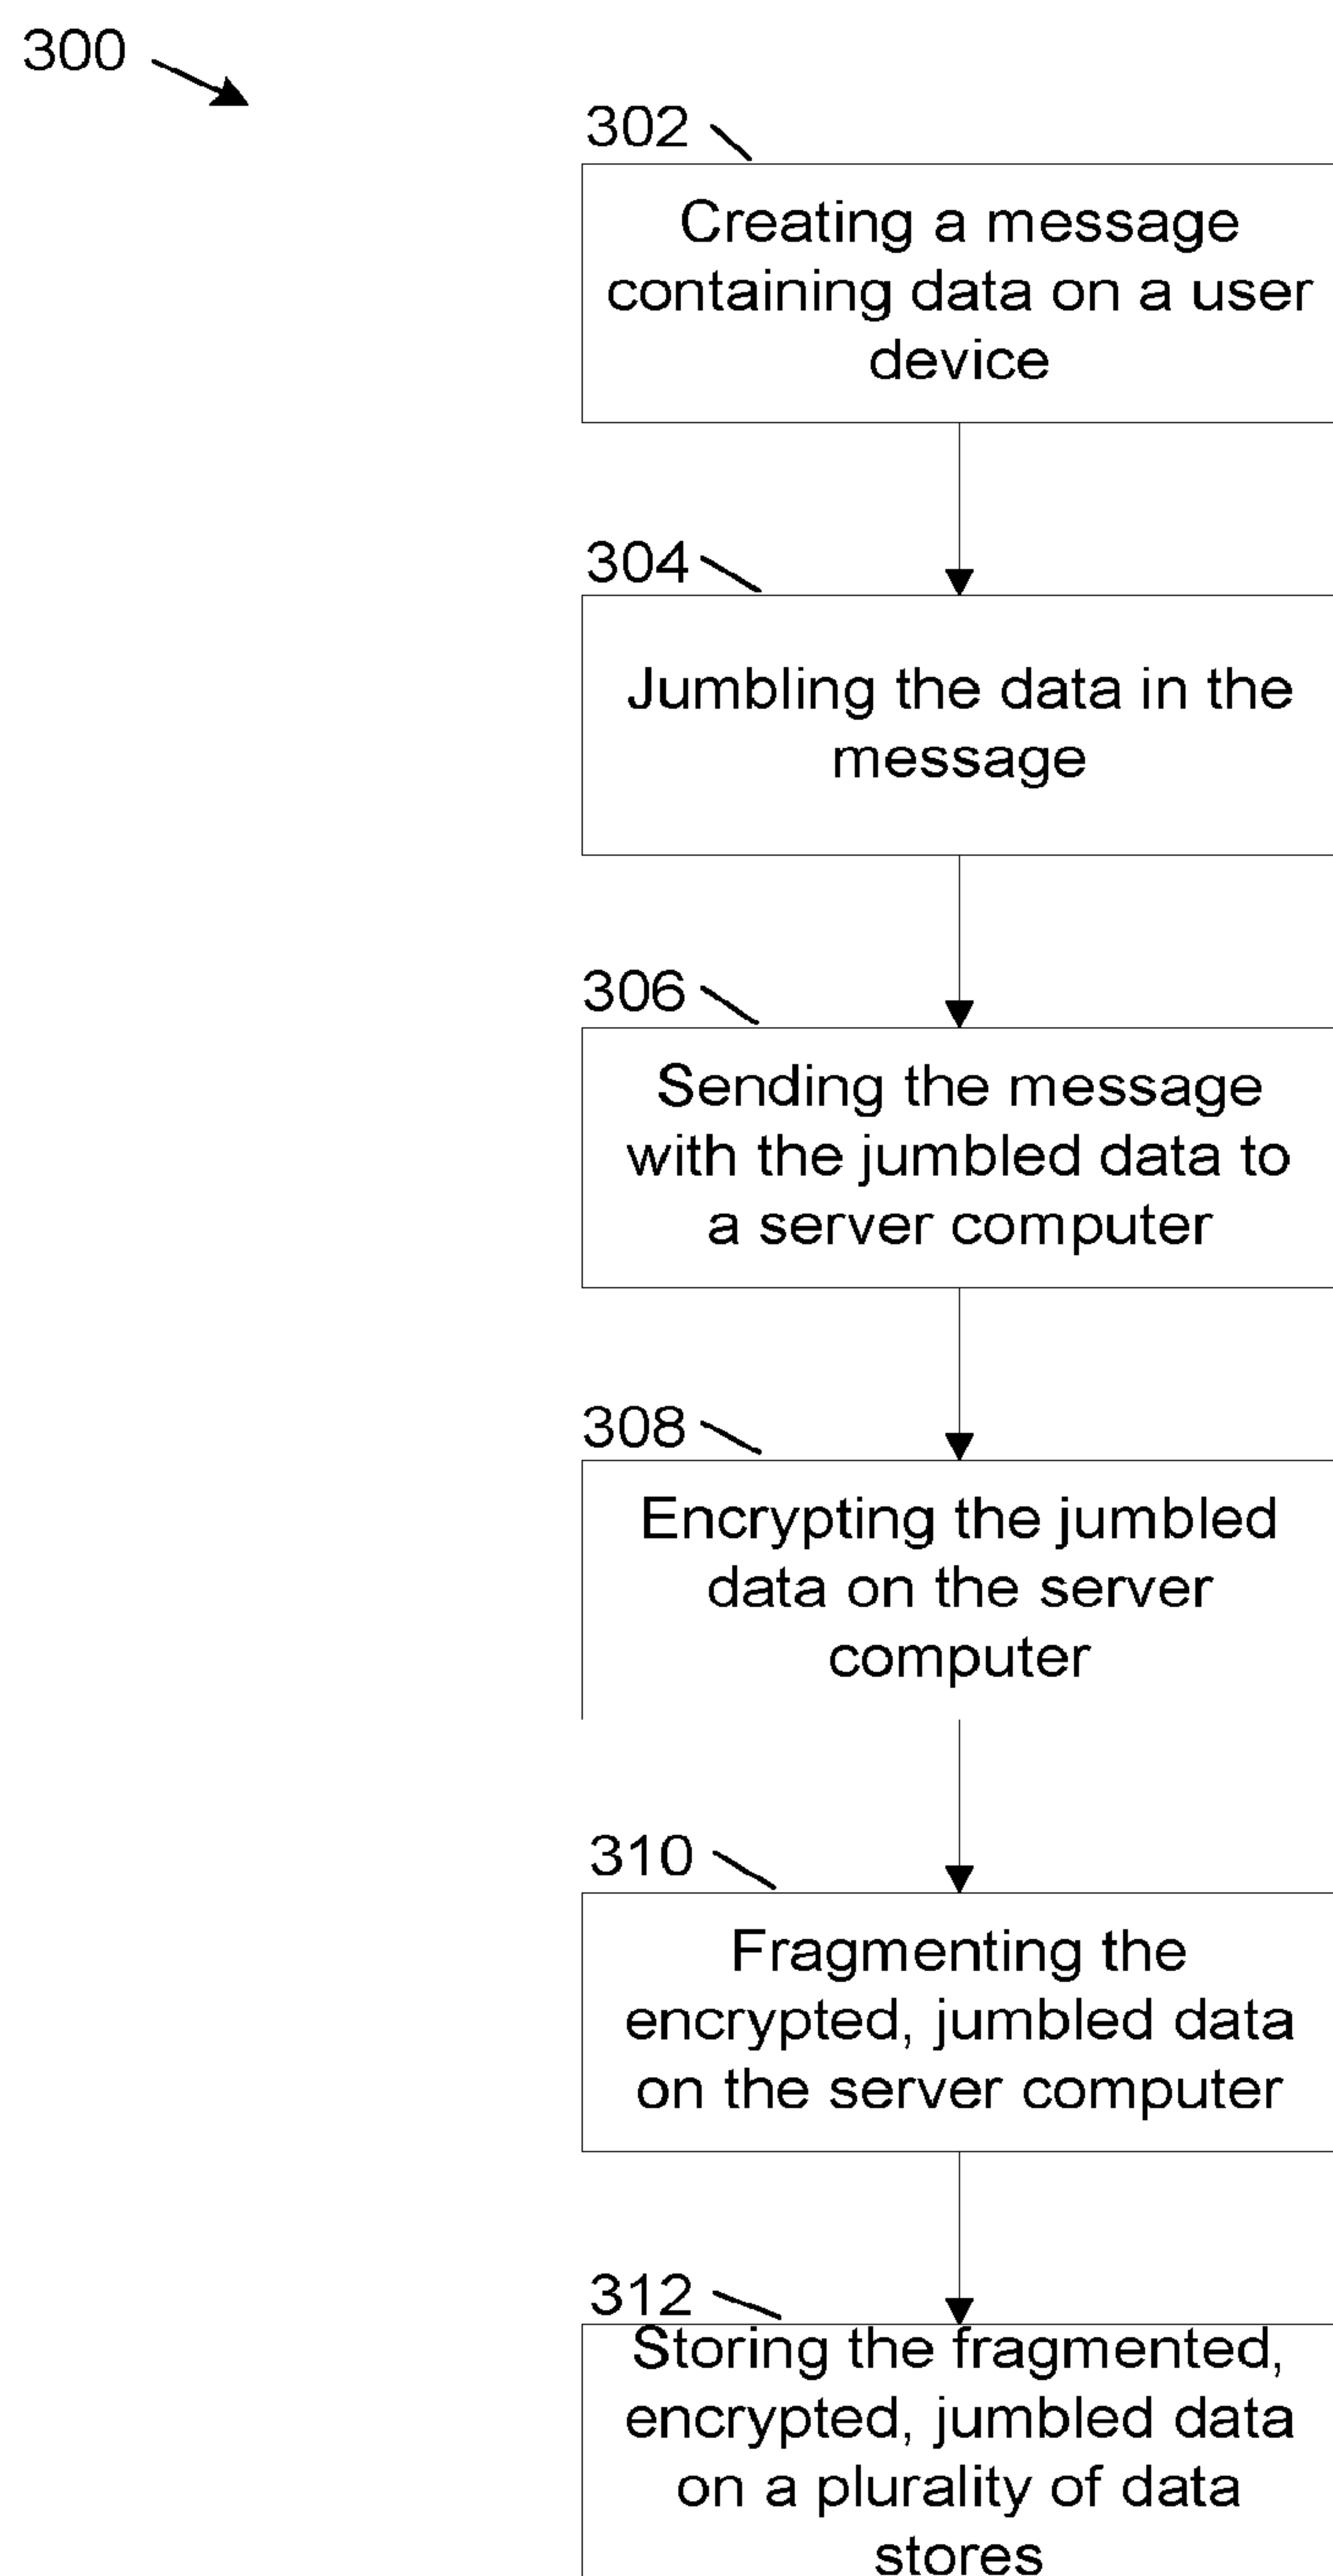 300
302
Creating a message
containing data on a user
device
304
Jumbling the data in the
message
306
Sending the message
with the jumbled data to
a server computer
308
Encrypting the jumbled
data on the server
computer
310
Fragmenting the
encrypted, jumbled data
on the server computer
312
Storing the fragmented,
encrypted, jumbled data
on a plurality of data
stores